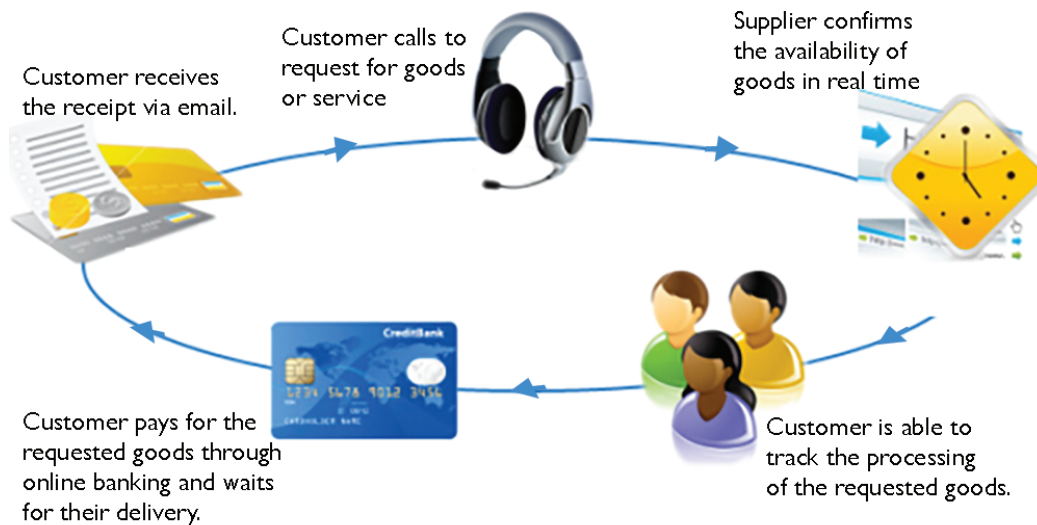 Customer receives
the receipt via email.
Customer calls to
request for goods
or service
Supplier confirms
the availability of
goods in real time
CreditBank
1234 5678 9012 3456
CARDHOLDER NAME
Customer is able to
track the processing
of the requested goods.
Customer pays for the
requested goods through
online banking and waits
for their delivery.